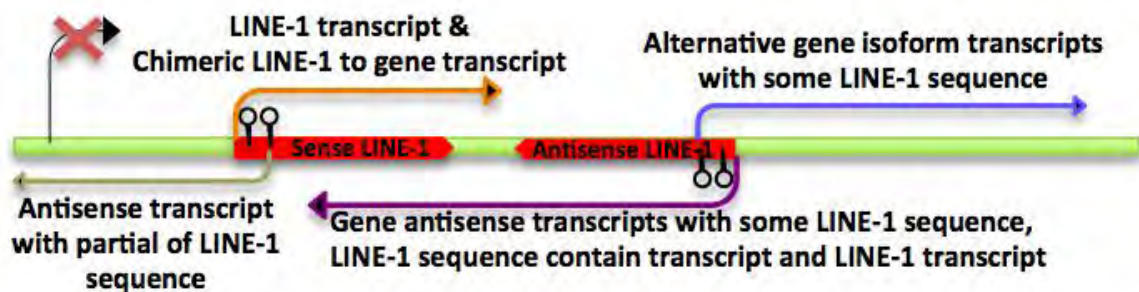 LINE-1 transcript &
Chimeric LINE-1 to gene transcript
Alternative gene isoform transcripts
with some LINE-1 sequence
Sense LINE-1
Antisense LINE-1
Antisense transcript
with partial of LINE-1
sequence
Gene antisense transcripts with some LINE-1 sequence,
LINE-1 sequence contain transcript and LINE-1 transcript